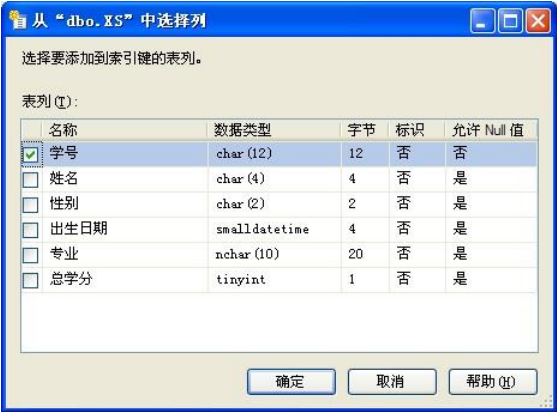 从“dbo.XS”中选择列
选择要添加到索引键的表列。
表列(T):
名称 数据类型 字节 标识 允许 Null 值
学号 char(12) 12 否 否
姓名 char(4) 4 否 是
性别 char(2) 2 否 是
出生日期 smalldatetime 4 否 是
专业 nchar(10) 20 否 是
总学分 tinyint 1 否 是
确定 取消 帮助(H)